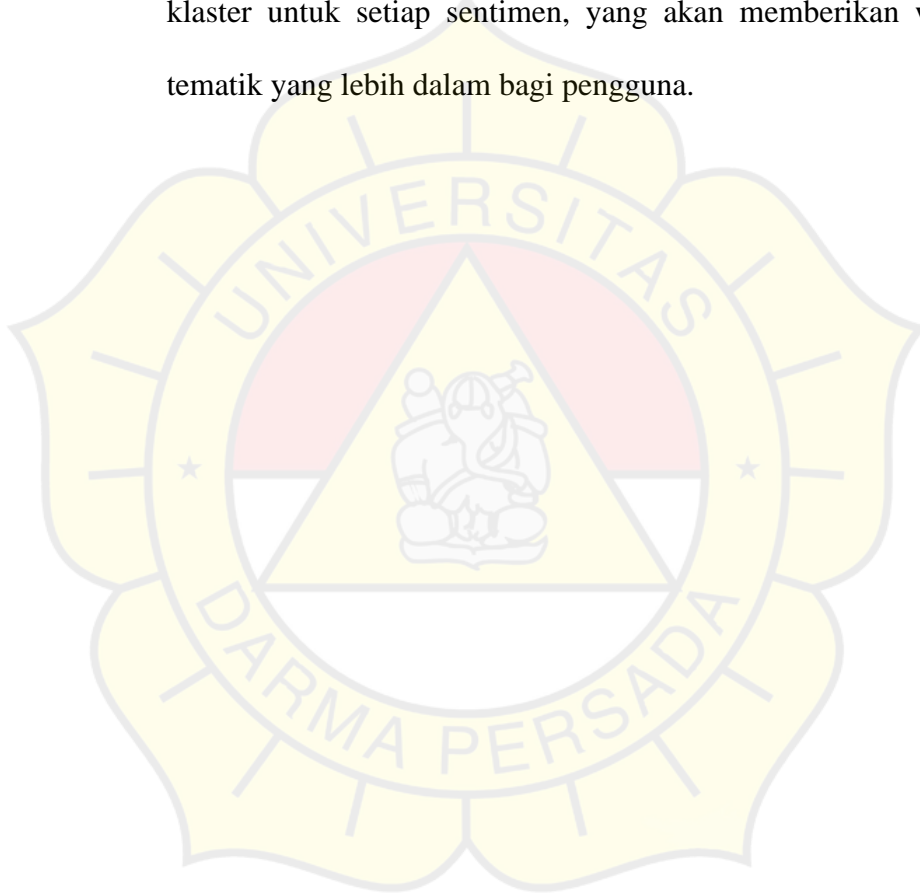 klaster untuk setiap sentimen, yang akan memberikan
tematik yang lebih dalam bagi pengguna.
UNIVERSITAS
DARMA PERSADA